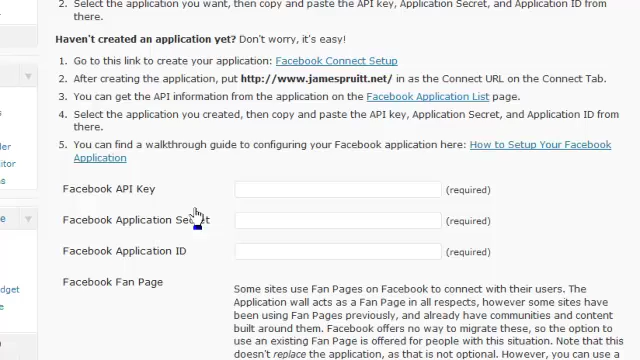 2. Select the application you want, then copy and paste the API key, Application Secret, and Application ID from
there.
Haven't created an application yet? Don't worry, it's easy!
1. Go to this link to create your application: Facebook Connect Setup
2. After creating the application, put http://www.jamespruitt.net/ in as the Connect URL on the Connect Tab.
3. You can get the API information from the application on the Facebook Application List page.
4. Select the application you created, then copy and paste the API key, Application Secret, and Application ID from
there.
5. You can find a walkthrough guide to configuring your Facebook application here: How to Setup Your Facebook
Application
Facebook API Key (required)
Facebook Application Secret (required)
Facebook Application ID (required)
Facebook Fan Page
Some sites use Fan Pages on Facebook to connect with their users. The
Application wall acts as a Fan Page in all respects, however some sites have
been using Fan Pages previously, and already have communities and content
built around them. Facebook offers no way to migrate these, so the option to
use an existing Fan Page is offered for people with this situation. Note that this
doesn't replace the application, as that is not optional. However, you can use a